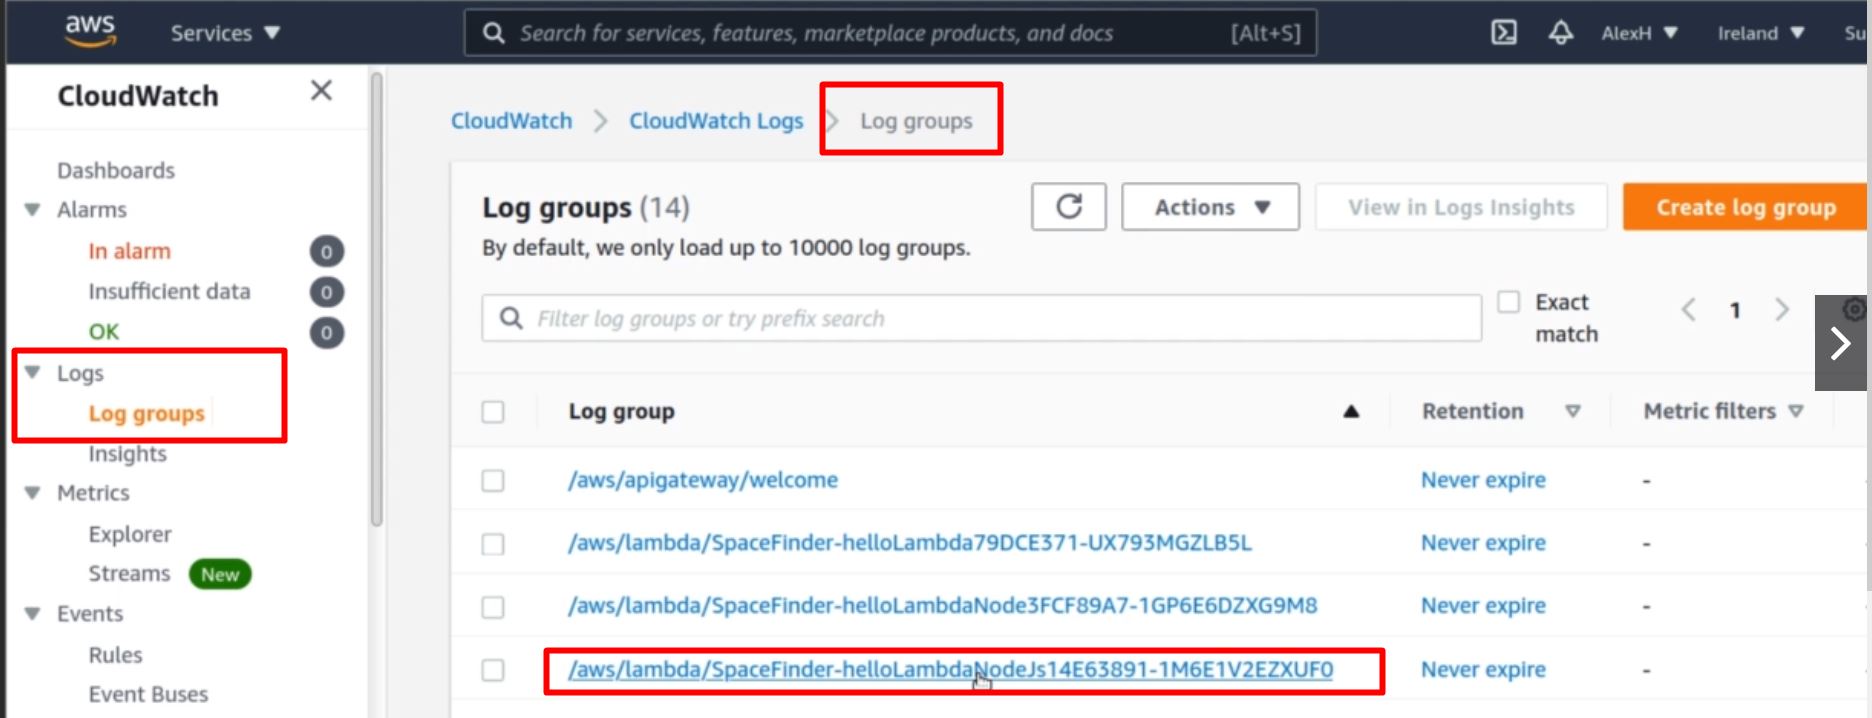 aws Services ▼ Search for services, features, marketplace products, and docs [Alt+S] AlexH ▼ Ireland ▼ Su
CloudWatch
Dashboards
Alarms
In alarm 0
Insufficient data 0
OK 0
Logs
Log groups
Insights
Metrics
Explorer
Streams New
Events
Rules
Event Buses
CloudWatch > CloudWatch Logs > Log groups
Log groups (14)
Actions ▼ View in Logs Insights Create log group
By default, we only load up to 10000 log groups.
Filter log groups or try prefix search
Exact
match
< 1 >
Log group ▲ Retention ▽ Metric filters ▽
/aws/apigateway/welcome Never expire -
/aws/lambda/SpaceFinder-helloLambda79DCE371-UX793MGZLB5L Never expire -
/aws/lambda/SpaceFinder-helloLambdaNode3FCF89A7-1GP6E6DZXG9M8 Never expire -
/aws/lambda/SpaceFinder-helloLambdaNodeJs14E63891-1M6E1V2EZXUF0 Never expire -